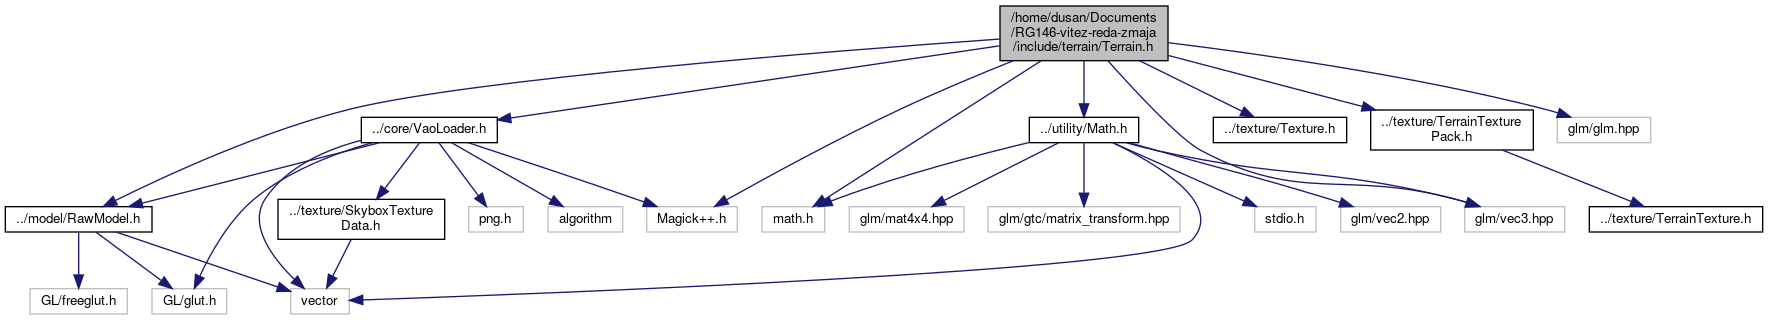 /home/dusan/Documents
/RG146-vitez-reda-zmaja
/include/terrain/Terrain.h
../core/VaoLoader.h
../utility/Math.h
../texture/Texture.h
../texture/TerrainTexture
Pack.h
glm/glm.hpp
../model/RawModel.h
../texture/SkyboxTexture
Data.h
png.h
algorithm
Magick++.h
math.h
glm/mat4x4.hpp
glm/gtc/matrix_transform.hpp
stdio.h
glm/vec2.hpp
glm/vec3.hpp
../texture/TerrainTexture.h
GL/freeglut.h
GL/glut.h
vector